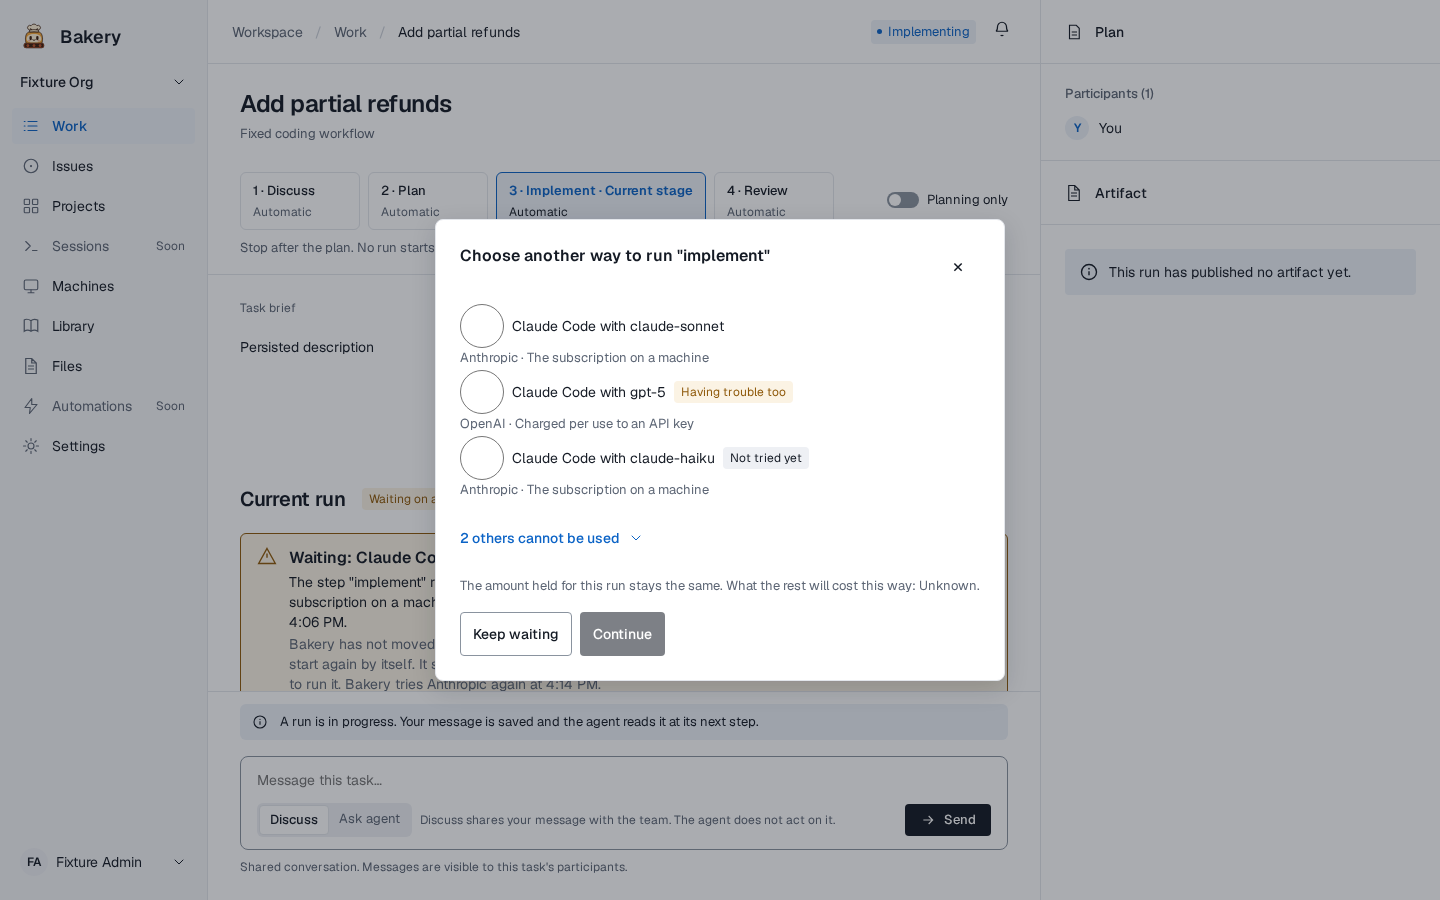 Bakery
Fixture Org
Work
Issues
Projects
Sessions Soon
Machines
Library
Files
Automations Soon
Settings
FA Fixture Admin
Workspace / Work / Add partial refunds
Implementing
Add partial refunds
Fixed coding workflow
1 · Discuss
Automatic
2 · Plan
Automatic
3 · Implement · Current stage
Automatic
4 · Review
Automatic
Planning only
Stop after the plan. No run starts
Task brief
Persisted description
Current run
Waiting on a
Waiting: Claude Co
The step "implement" r
subscription on a mach
4:06 PM.
Bakery has not moved
start again by itself. It s
to run it. Bakery tries Anthropic again at 4:14 PM.
Choose another way to run "implement"
Claude Code with claude-sonnet
Anthropic · The subscription on a machine
Claude Code with gpt-5 Having trouble too
OpenAI · Charged per use to an API key
Claude Code with claude-haiku Not tried yet
Anthropic · The subscription on a machine
2 others cannot be used
The amount held for this run stays the same. What the rest will cost this way: Unknown.
Keep waiting Continue
A run is in progress. Your message is saved and the agent reads it at its next step.
Message this task...
Discuss Ask agent Discuss shares your message with the team. The agent does not act on it.
Send
Shared conversation. Messages are visible to this task's participants.
Plan
Participants (1)
Y You
Artifact
This run has published no artifact yet.